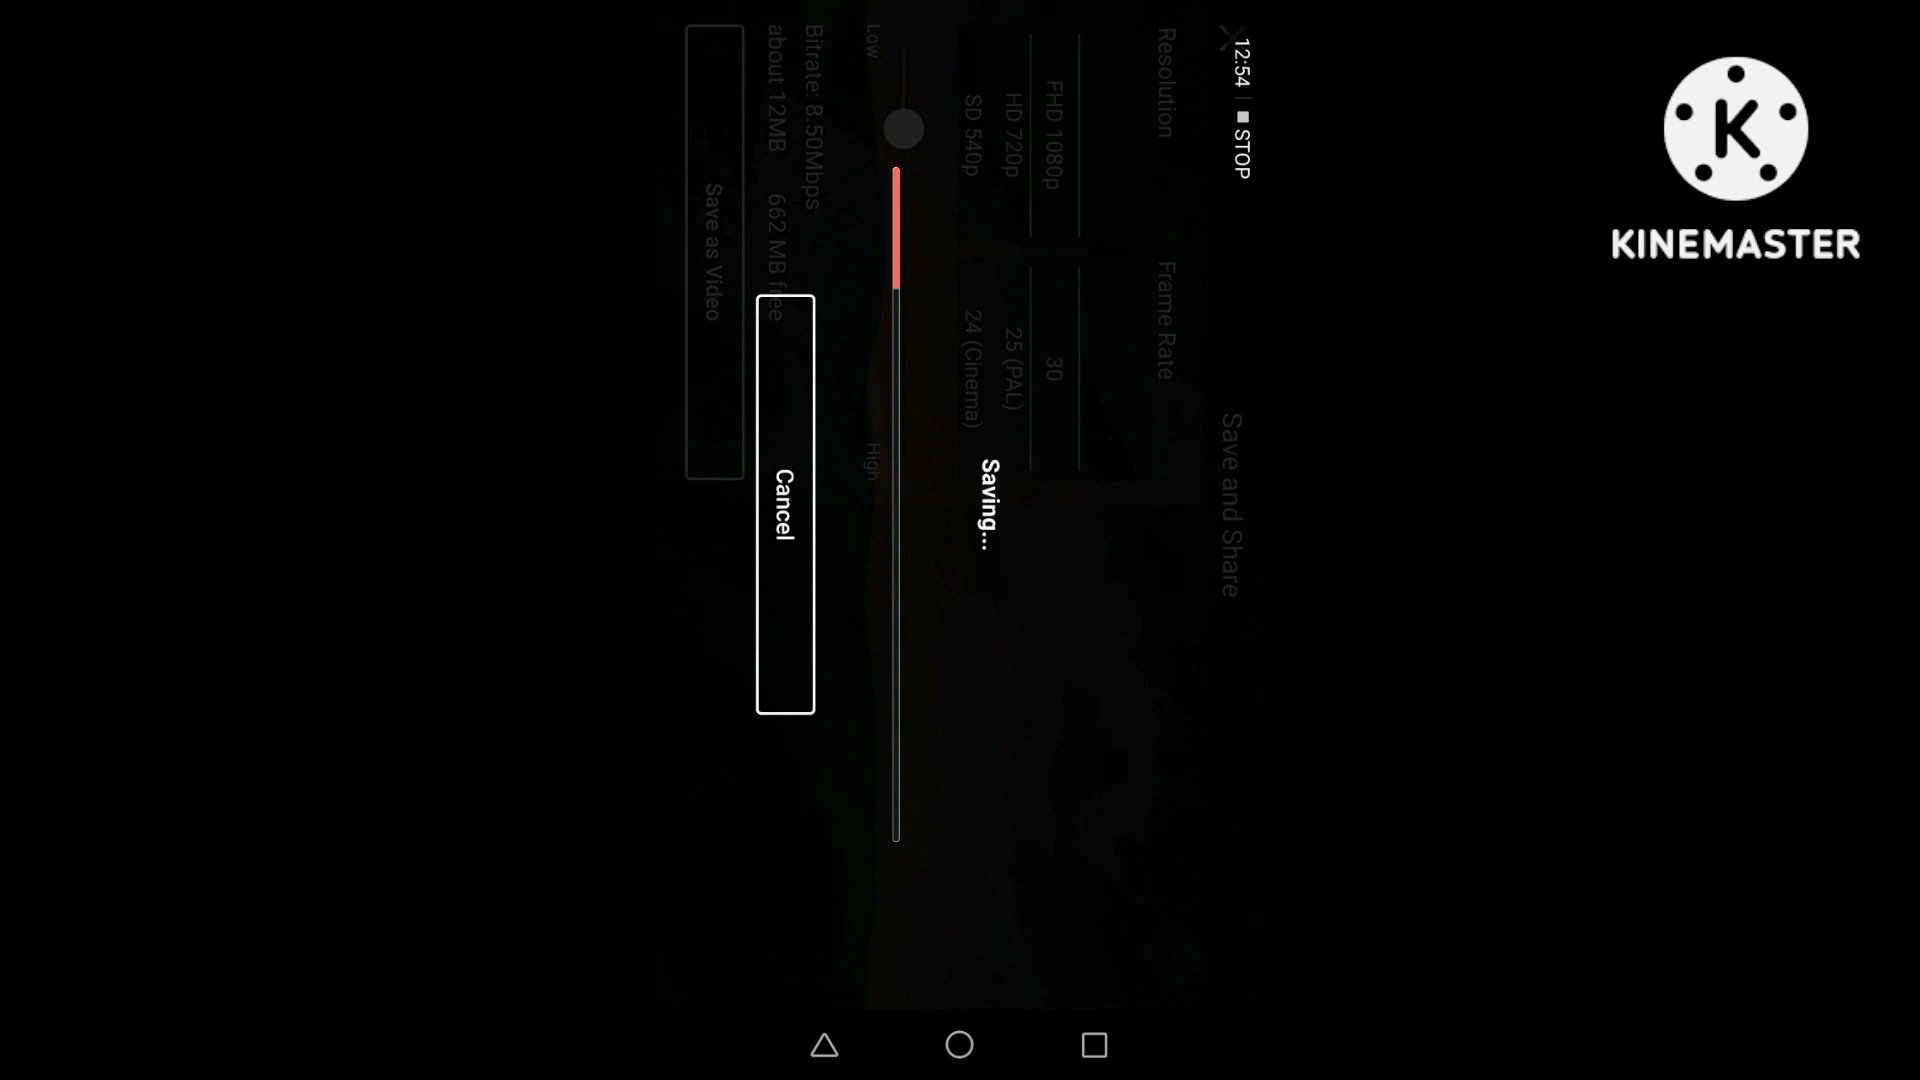 12:54 | ■ STOP
Save and Share
Resolution
Frame Rate
FHD 1080p
30
HD 720p
25 (PAL)
SD 540p
24 (Cinema)
Saving...
Low
High
Bitrate: 8.50Mbps
about 12MB
662 MB free
Cancel
Save as Video
K
KINEMASTER